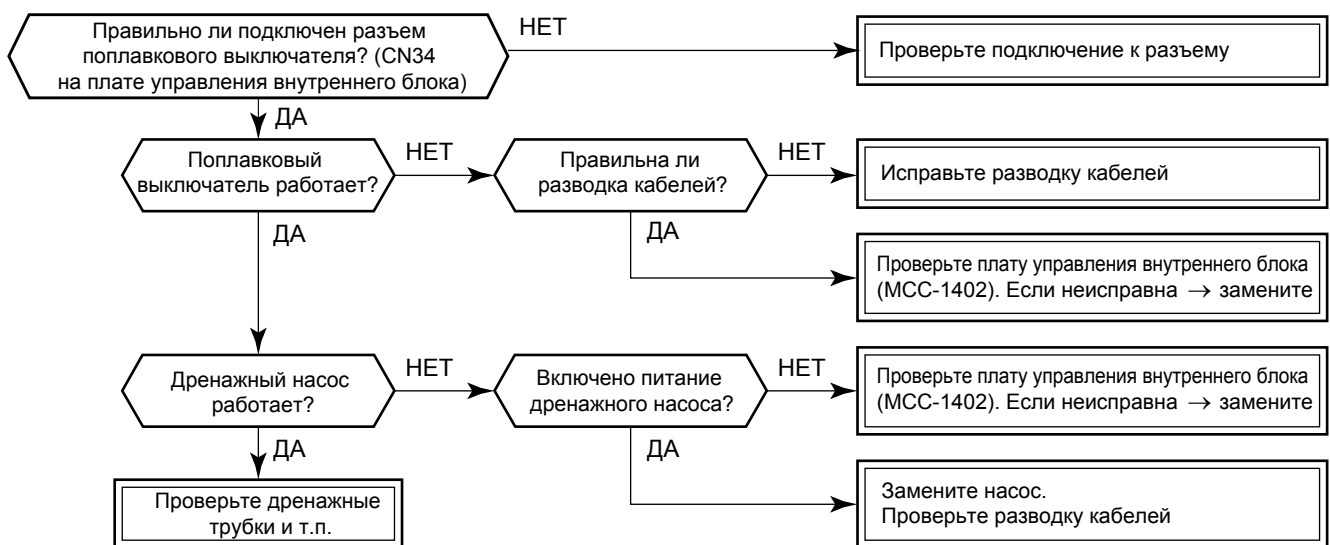 Правильно ли подключен разъем
поплавкового выключателя? (CN34
на плате управления внутреннего блока)
НЕТ
Проверьте подключение к разъему
ДА
Поплавковый
выключатель работает?
НЕТ
Правильна ли
разводка кабелей?
НЕТ
Исправьте разводку кабелей
ДА
ДА
Проверьте плату управления внутреннего блока
(MCC-1402). Если неисправна → замените
Дренажный насос
работает?
НЕТ
Включено питание
дренажного насоса?
НЕТ
Проверьте плату управления внутреннего блока
(MCC-1402). Если неисправна → замените
ДА
ДА
Проверьте дренажные
трубки и т.п.
Замените насос.
Проверьте разводку кабелей